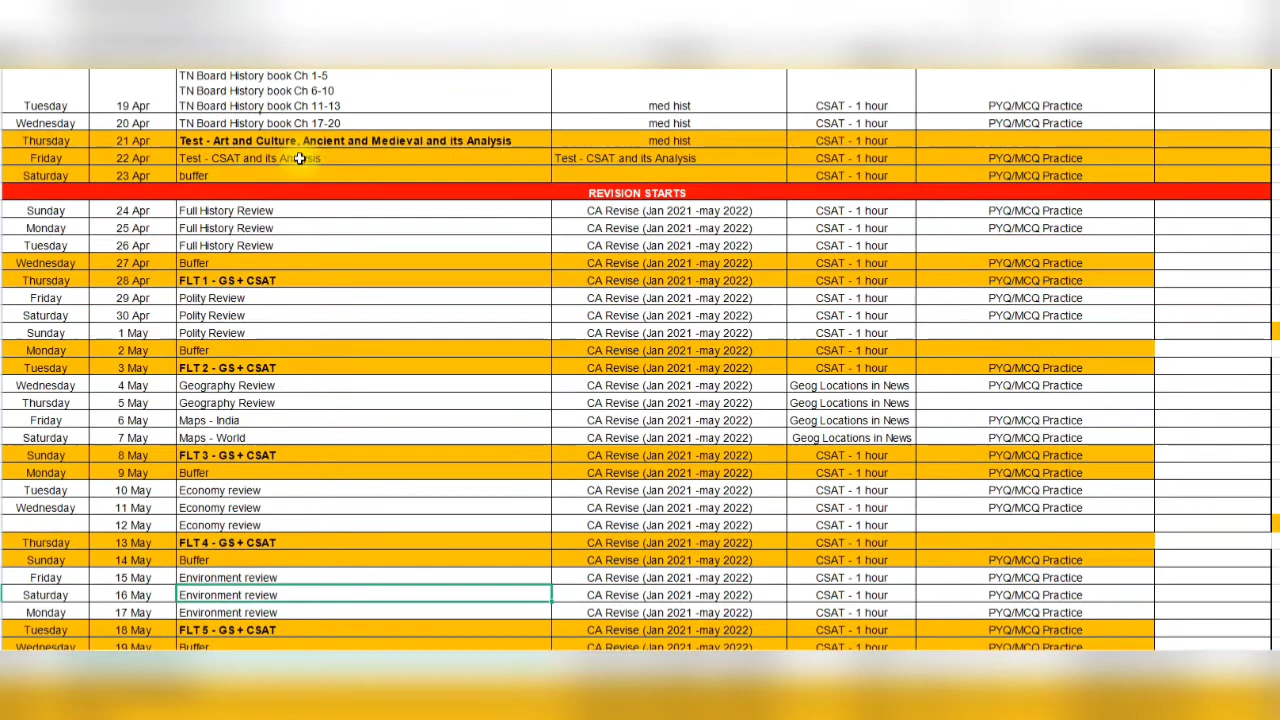 TN Board History book Ch 1-5
TN Board History book Ch 6-10
Tuesday 19 Apr TN Board History book Ch 11-13 med hist CSAT - 1 hour PYQ/MCQ Practice
Wednesday 20 Apr TN Board History book Ch 17-20 med hist CSAT - 1 hour PYQ/MCQ Practice
Thursday 21 Apr Test - Art and Culture, Ancient and Medieval and its Analysis med hist CSAT - 1 hour
Friday 22 Apr Test - CSAT and its Analysis Test - CSAT and its Analysis CSAT - 1 hour PYQ/MCQ Practice
Saturday 23 Apr buffer CSAT - 1 hour PYQ/MCQ Practice
REVISION STARTS
Sunday 24 Apr Full History Review CA Revise (Jan 2021 -may 2022) CSAT - 1 hour PYQ/MCQ Practice
Monday 25 Apr Full History Review CA Revise (Jan 2021 -may 2022) CSAT - 1 hour PYQ/MCQ Practice
Tuesday 26 Apr Full History Review CA Revise (Jan 2021 -may 2022) CSAT - 1 hour
Wednesday 27 Apr Buffer CA Revise (Jan 2021 -may 2022) CSAT - 1 hour PYQ/MCQ Practice
Thursday 28 Apr FLT 1 - GS + CSAT CA Revise (Jan 2021 -may 2022) CSAT - 1 hour PYQ/MCQ Practice
Friday 29 Apr Polity Review CA Revise (Jan 2021 -may 2022) CSAT - 1 hour PYQ/MCQ Practice
Saturday 30 Apr Polity Review CA Revise (Jan 2021 -may 2022) CSAT - 1 hour PYQ/MCQ Practice
Sunday 1 May Polity Review CA Revise (Jan 2021 -may 2022) CSAT - 1 hour
Monday 2 May Buffer CA Revise (Jan 2021 -may 2022) CSAT - 1 hour
Tuesday 3 May FLT 2 - GS + CSAT CA Revise (Jan 2021 -may 2022) CSAT - 1 hour PYQ/MCQ Practice
Wednesday 4 May Geography Review CA Revise (Jan 2021 -may 2022) Geog Locations in News PYQ/MCQ Practice
Thursday 5 May Geography Review CA Revise (Jan 2021 -may 2022) Geog Locations in News
Friday 6 May Maps - India CA Revise (Jan 2021 -may 2022) Geog Locations in News PYQ/MCQ Practice
Saturday 7 May Maps - World CA Revise (Jan 2021 -may 2022) Geog Locations in News PYQ/MCQ Practice
Sunday 8 May FLT 3 - GS + CSAT CA Revise (Jan 2021 -may 2022) CSAT - 1 hour PYQ/MCQ Practice
Monday 9 May Buffer CA Revise (Jan 2021 -may 2022) CSAT - 1 hour PYQ/MCQ Practice
Tuesday 10 May Economy review CA Revise (Jan 2021 -may 2022) CSAT - 1 hour PYQ/MCQ Practice
Wednesday 11 May Economy review CA Revise (Jan 2021 -may 2022) CSAT - 1 hour PYQ/MCQ Practice
12 May Economy review CA Revise (Jan 2021 -may 2022) CSAT - 1 hour
Thursday 13 May FLT 4 - GS + CSAT CA Revise (Jan 2021 -may 2022) CSAT - 1 hour
Sunday 14 May Buffer CA Revise (Jan 2021 -may 2022) CSAT - 1 hour PYQ/MCQ Practice
Friday 15 May Environment review CA Revise (Jan 2021 -may 2022) CSAT - 1 hour PYQ/MCQ Practice
Saturday 16 May Environment review CA Revise (Jan 2021 -may 2022) CSAT - 1 hour PYQ/MCQ Practice
Monday 17 May Environment review CA Revise (Jan 2021 -may 2022) CSAT - 1 hour PYQ/MCQ Practice
Tuesday 18 May FLT 5 - GS + CSAT CA Revise (Jan 2021 -may 2022) CSAT - 1 hour PYQ/MCQ Practice
Wednesday 19 May Buffer CA Revise (Jan 2021 -may 2022) CSAT - 1 hour PYQ/MCQ Practice